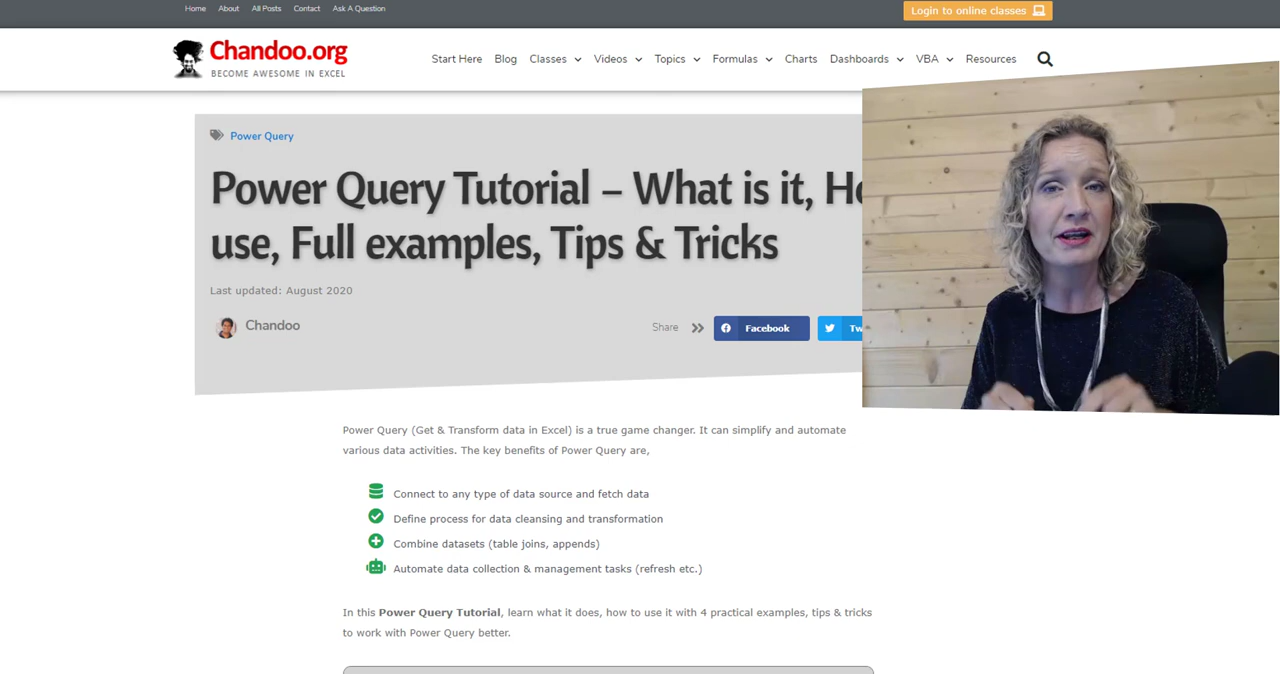 Home About All Posts Contact Ask A Question
Login to online classes
Chandoo.org
BECOME AWESOME IN EXCEL
Start Here Blog Classes Videos Topics Formulas Charts Dashboards VBA Resources
Power Query
Power Query Tutorial – What is it,
use, Full examples, Tips & Tricks
Last updated: August 2020
Chandoo
Share
Facebook
Power Query (Get & Transform data in Excel) is a true game changer. It can simplify and automate
various data activities. The key benefits of Power Query are,
Connect to any type of data source and fetch data
Define process for data cleansing and transformation
Combine datasets (table joins, appends)
Automate data collection & management tasks (refresh etc.)
In this Power Query Tutorial, learn what it does, how to use it with 4 practical examples, tips & tricks
to work with Power Query better.